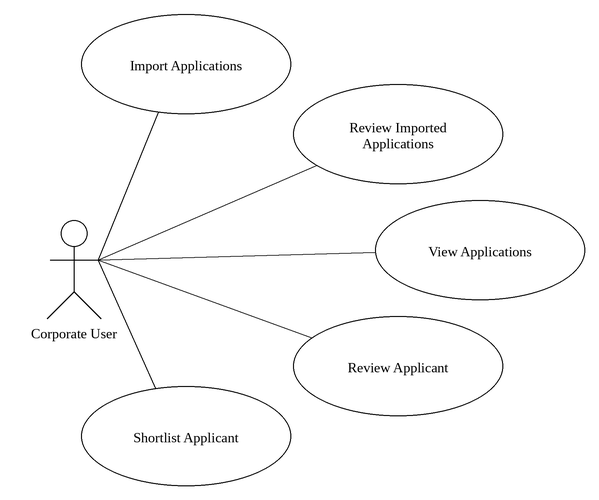 Import Applications
Review Imported
Applications
View Applications
Corporate User
Review Applicant
Shortlist Applicant